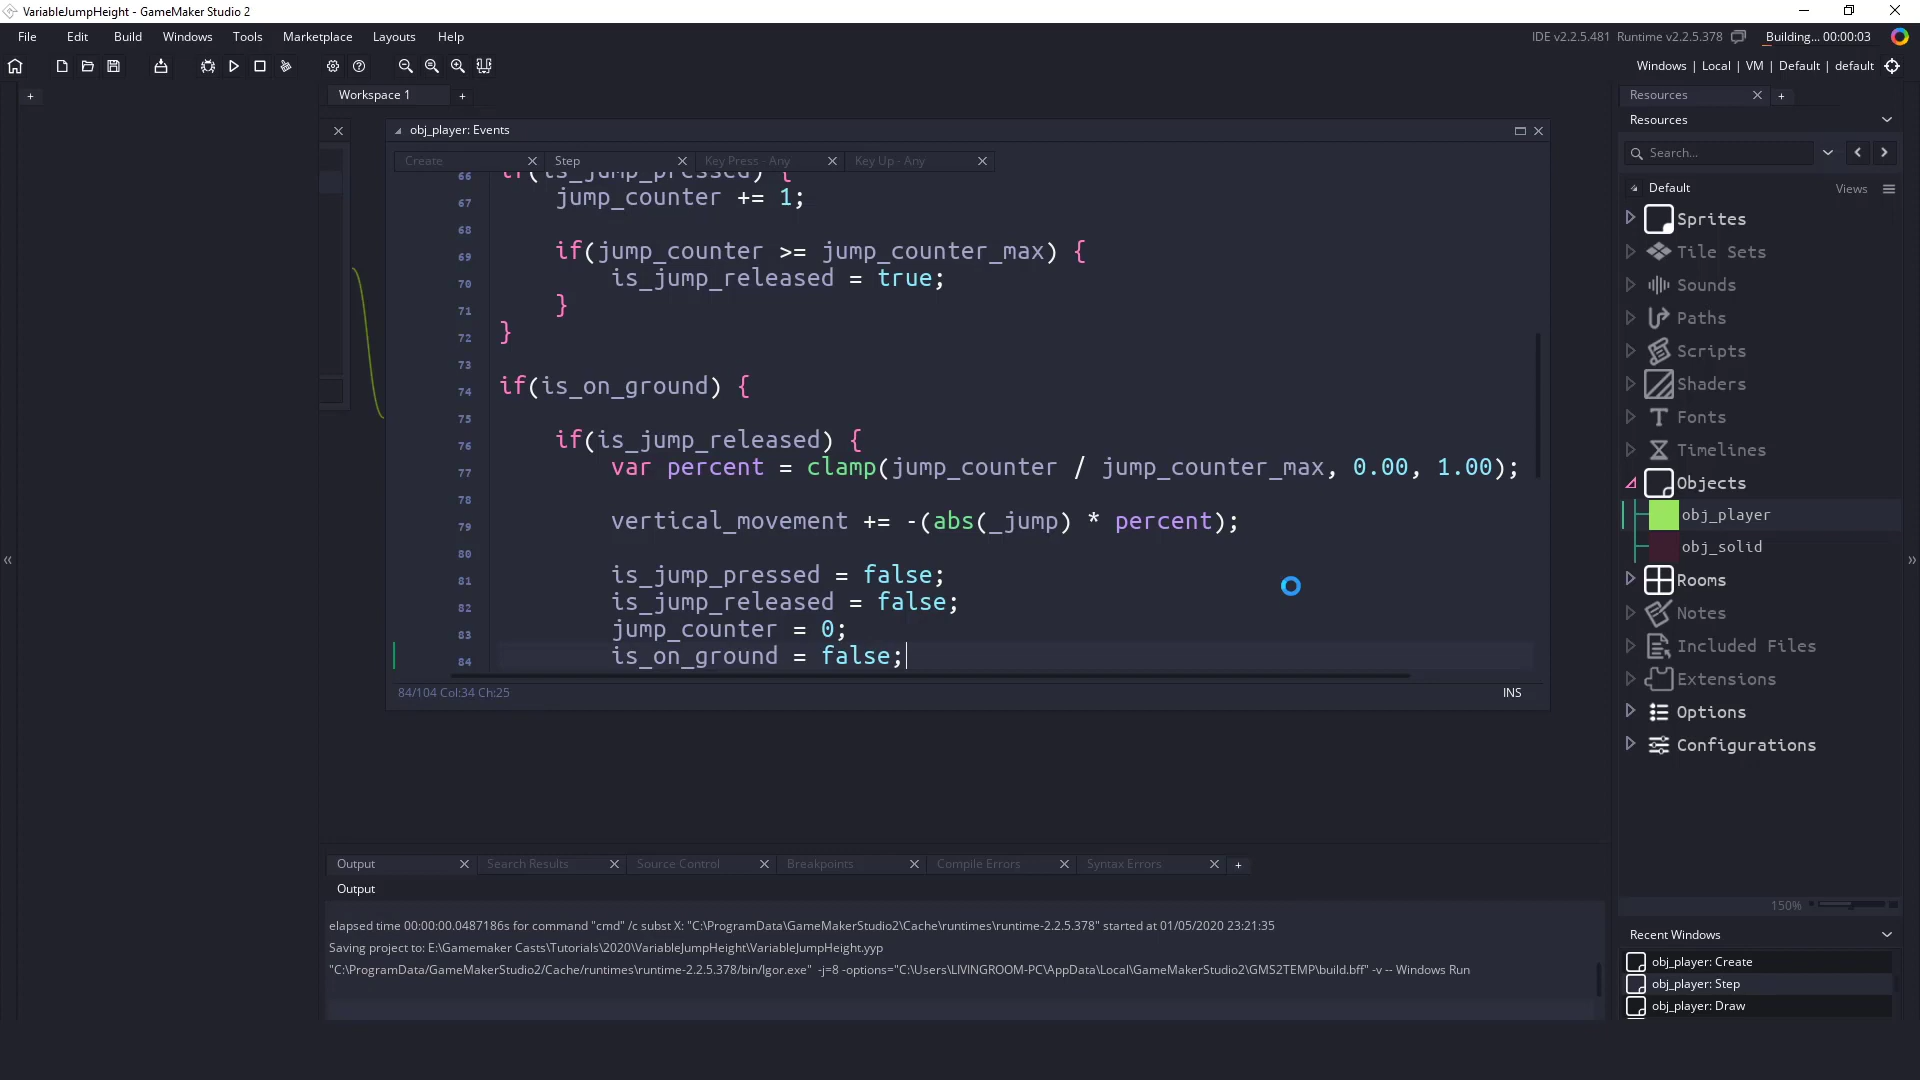 VariableJumpHeight - GameMaker Studio 2
File Edit Build Windows Tools Marketplace Layouts Help
IDE v2.2.5.481 Runtime v2.2.5.378 Building... 00:00:03
Windows | Local | VM | Default | default
Workspace 1
obj_player: Events
Create Step Key Press - Any Key Up - Any
66 if(is_jump_pressed) {
67 jump_counter += 1;
68
69 if(jump_counter >= jump_counter_max) {
70 is_jump_released = true;
71 }
72 }
73
74 if(is_on_ground) {
75
76 if(is_jump_released) {
77 var percent = clamp(jump_counter / jump_counter_max, 0.00, 1.00);
78
79 vertical_movement += -(abs(_jump) * percent);
80
81 is_jump_pressed = false;
82 is_jump_released = false;
83 jump_counter = 0;
84 is_on_ground = false;
84/104 Col:34 Ch:25
INS
Output Search Results Source Control Breakpoints Compile Errors Syntax Errors
Output
elapsed time 00:00:00.0487186s for command "cmd" /c subst X: "C:\ProgramData\GameMakerStudio2\Cache\runtimes\runtime-2.2.5.378" started at 01/05/2020 23:21:35
Saving project to: E:\Gamemaker Casts\Tutorials\2020\VariableJumpHeight\VariableJumpHeight.yyp
"C:\ProgramData/GameMakerStudio2/Cache/runtimes\runtime-2.2.5.378/bin/Igor.exe" -j=8 -options="C:\Users\LIVINGROOM-PC\AppData\Local\GameMakerStudio2\GMS2TEMP\build.bff" -v -- Windows Run
Resources
Resources
Search...
Default Views
Sprites
Tile Sets
Sounds
Paths
Scripts
Shaders
Fonts
Timelines
Objects
obj_player
obj_solid
Rooms
Notes
Included Files
Extensions
Options
Configurations
150%
Recent Windows
obj_player: Create
obj_player: Step
obj_player: Draw